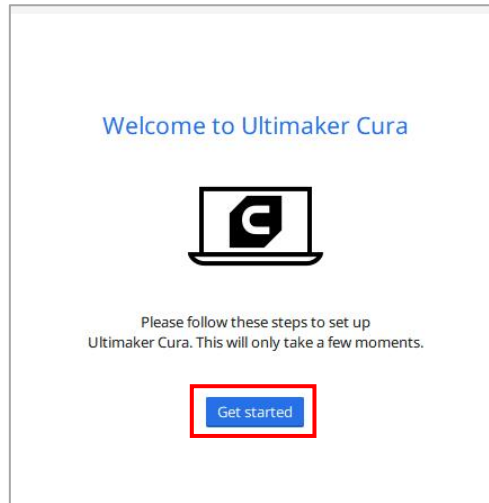 Welcome to Ultimaker Cura
Please follow these steps to set up
Ultimaker Cura. This will only take a few moments.
Get started